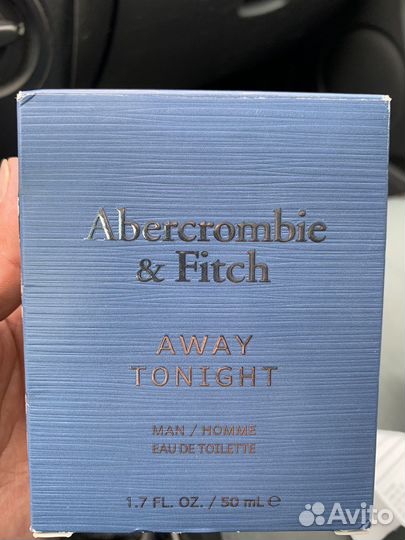 Abercrombie
& Fitch
AWAY
TONIGHT
MAN / HOMME
EAU DE TOILETTE
1.7 FL. OZ. / 50 mL ℮
Avito